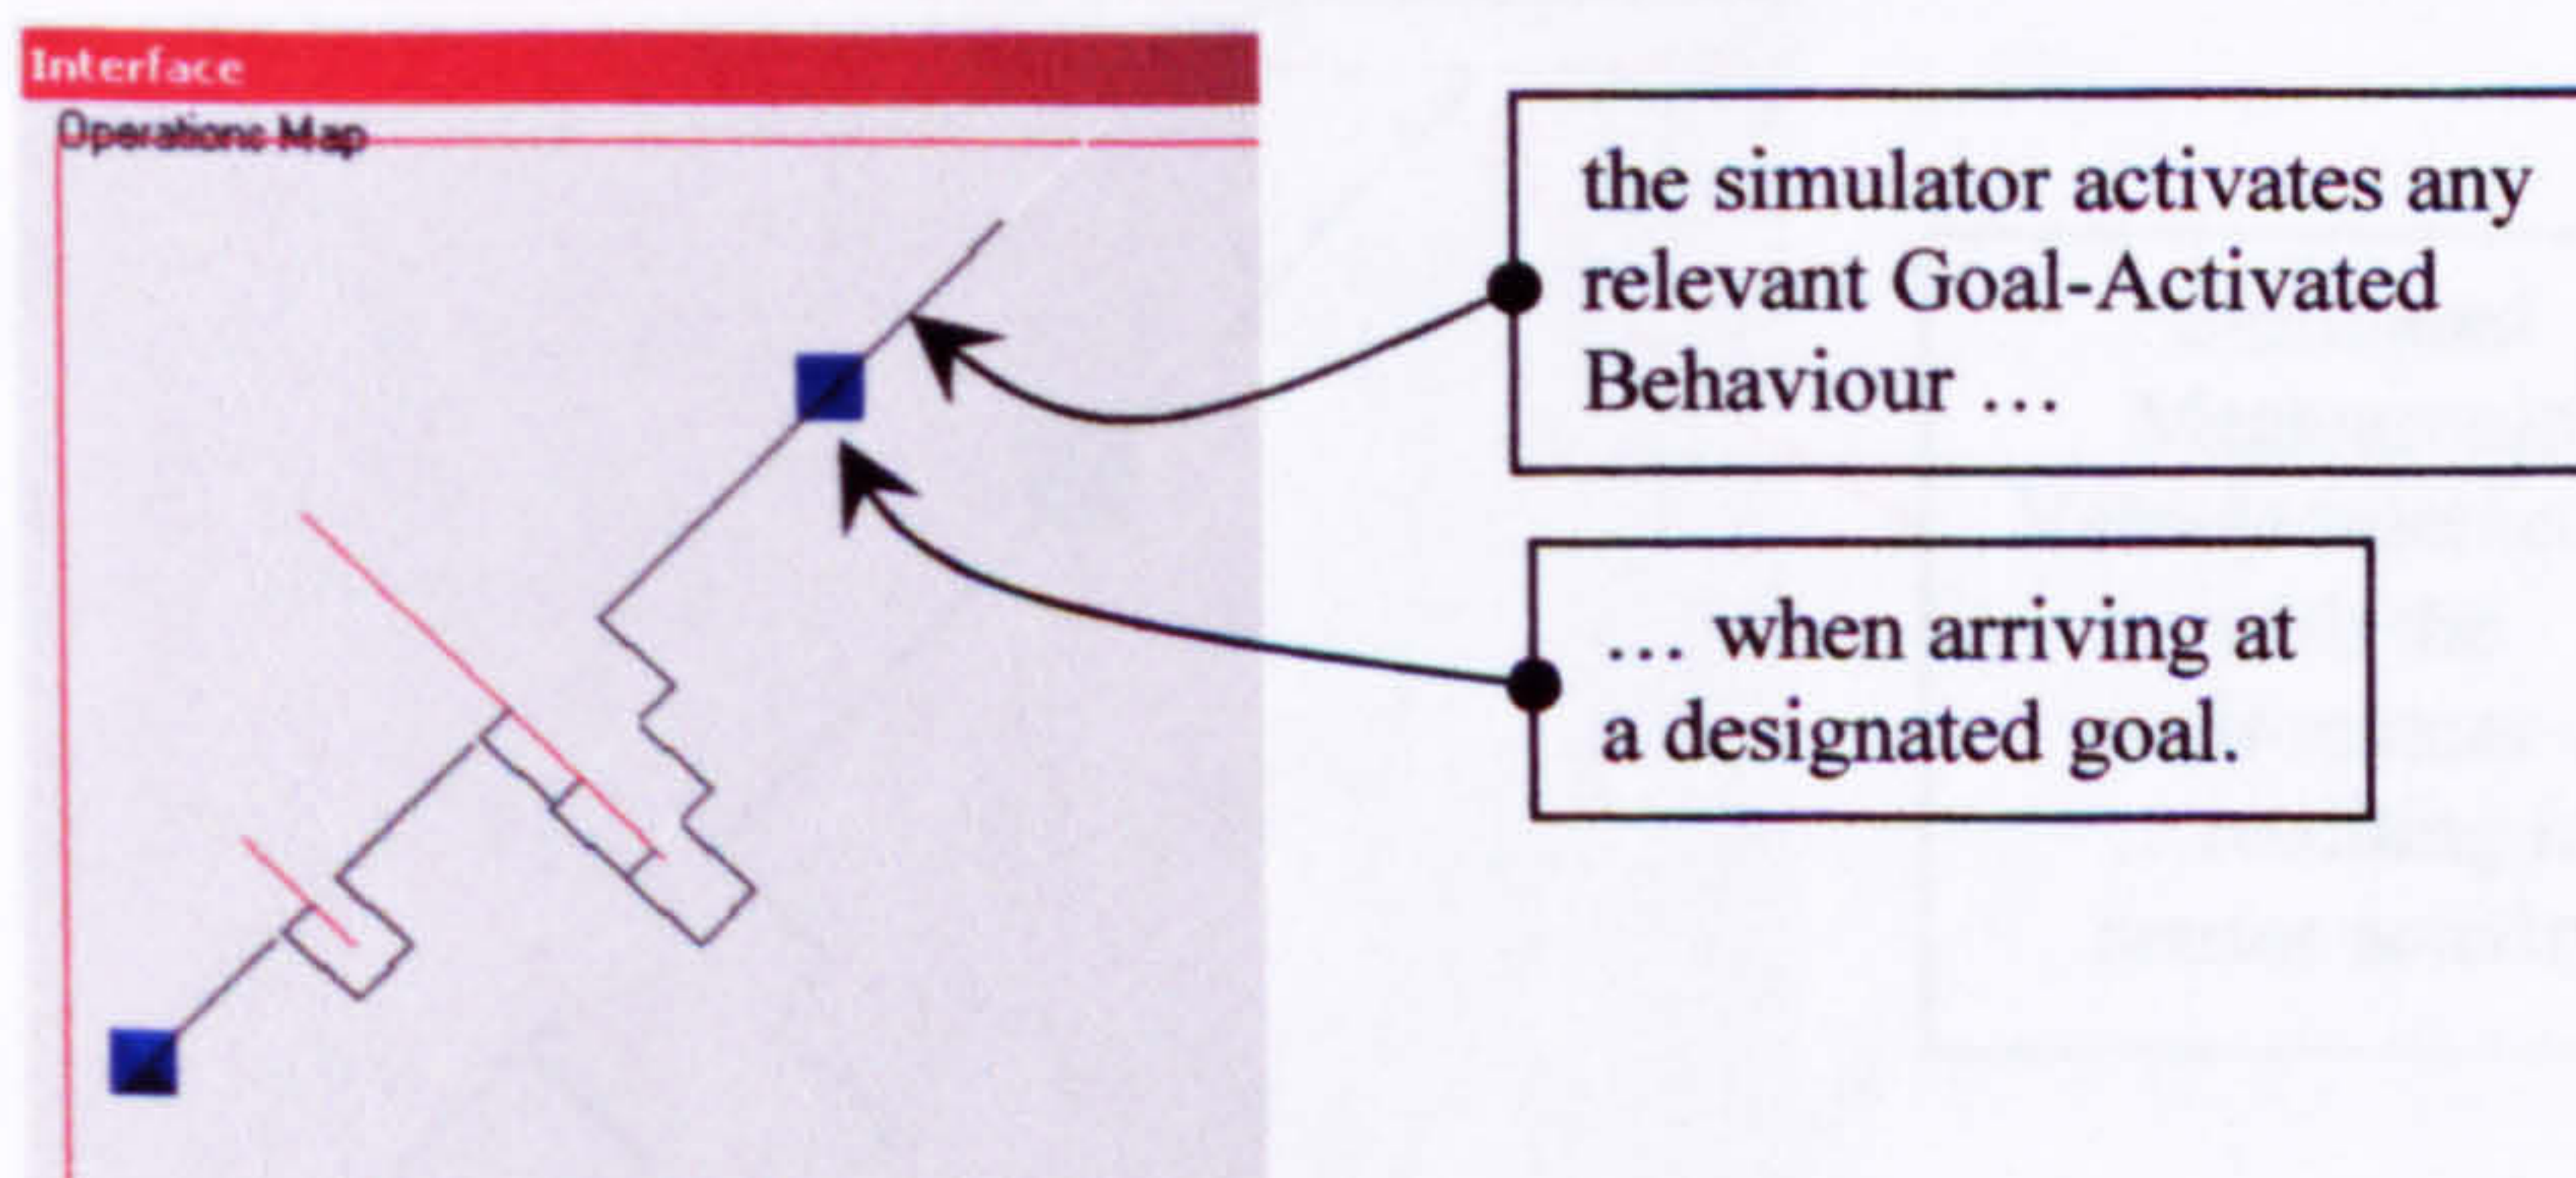 Interface
Operations Map
the simulator activates any
relevant Goal-Activated
Behaviour …
… when arriving at
a designated goal.